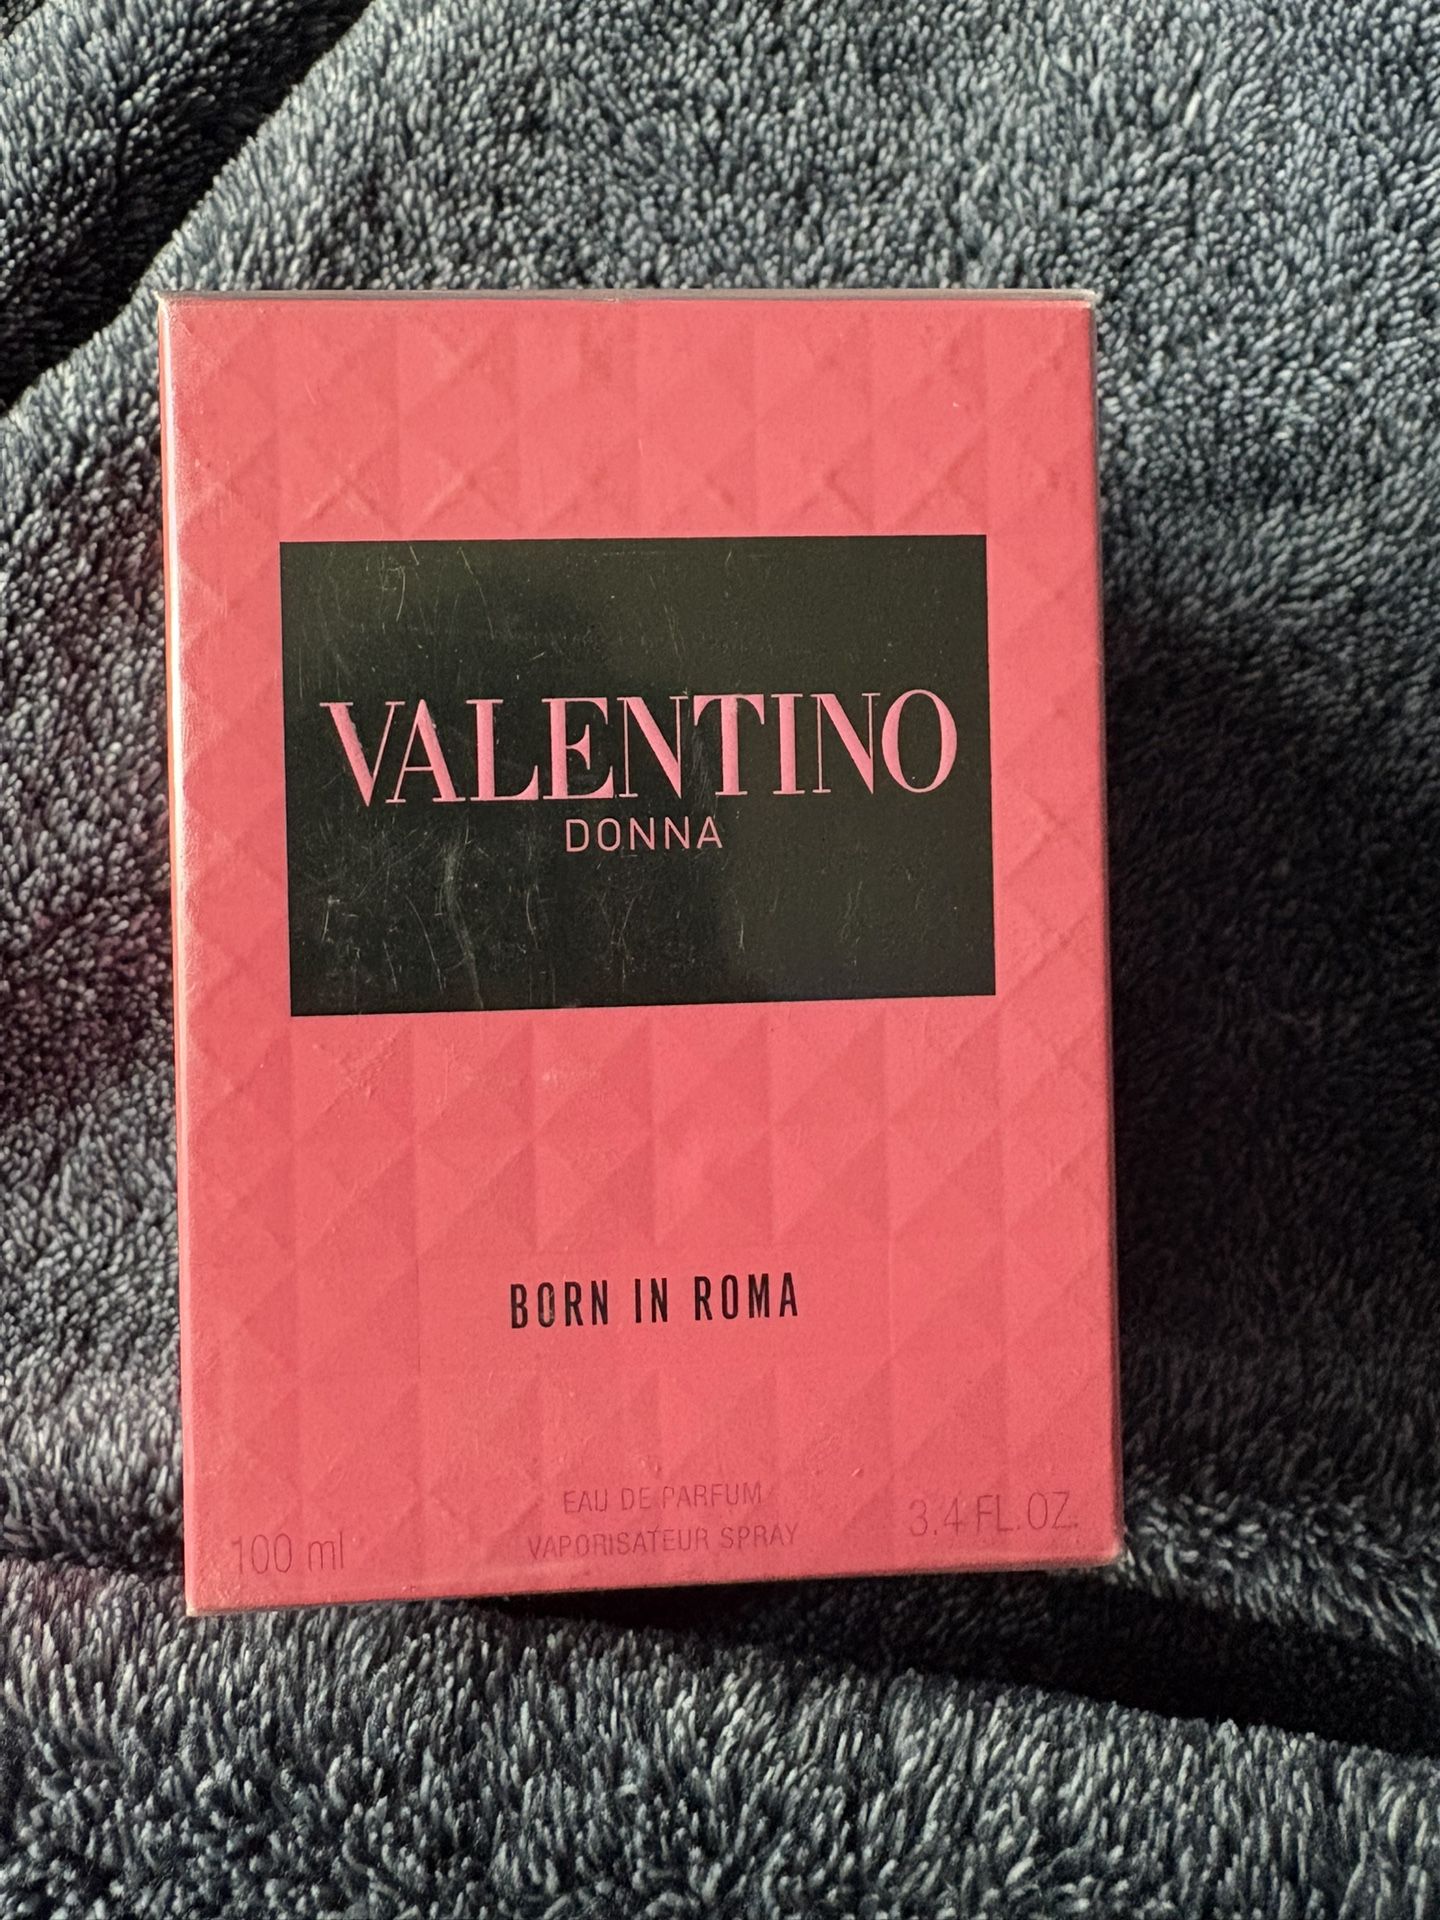 VALENTINO
DONNA
BORN IN ROMA
EAU DE PARFUM
VAPORISATEUR SPRAY
100 ml
3.4 FL.OZ.